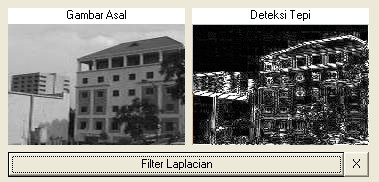 Gambar Asal
Deteksi Tepi
Filter Laplacian
X